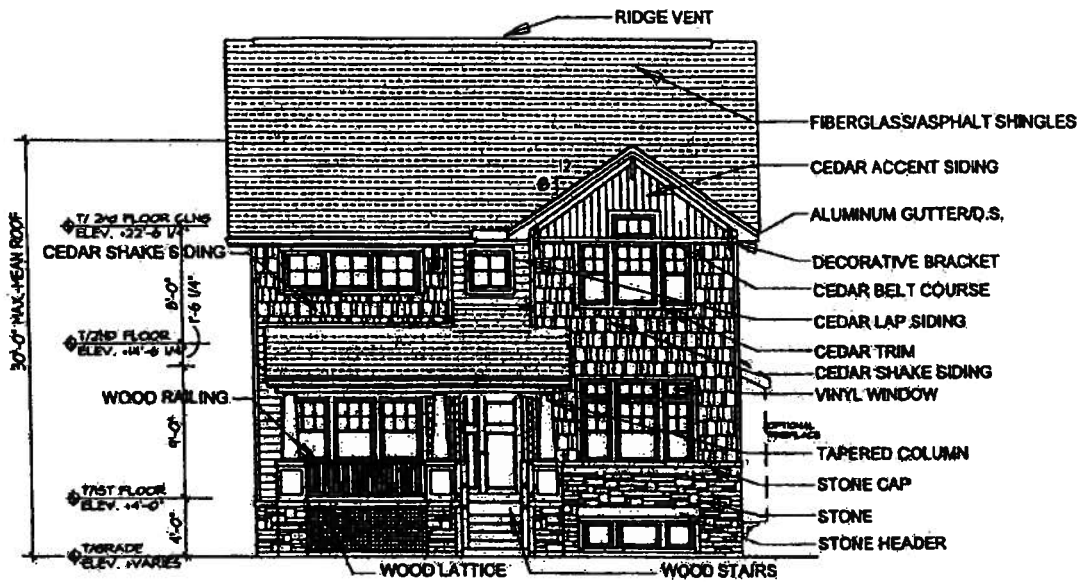 RIDGE VENT
FIBERGLASS/ASPHALT SHINGLES
12
8
CEDAR ACCENT SIDING
ALUMINUM GUTTER/D.S.
T/ 2nd FLOOR CLNG
ELEV. +22'-6 1/4"
CEDAR SHAKE SIDING
DECORATIVE BRACKET
CEDAR BELT COURSE
CEDAR LAP SIDING
8'-0"
1'-6 1/4"
30'-0" MAX. MEAN ROOF
T/2ND FLOOR
ELEV. +14'-6 1/4"
CEDAR TRIM
CEDAR SHAKE SIDING
VINYL WINDOW
WOOD RAILING
9'-0"
OPTIONAL
FIREPLACE
TAPERED COLUMN
STONE CAP
T/1ST FLOOR
ELEV. +4'-0"
STONE
4'-0"
STONE HEADER
T/GRADE
ELEV. ±VARIES
WOOD LATTICE
WOOD STAIRS